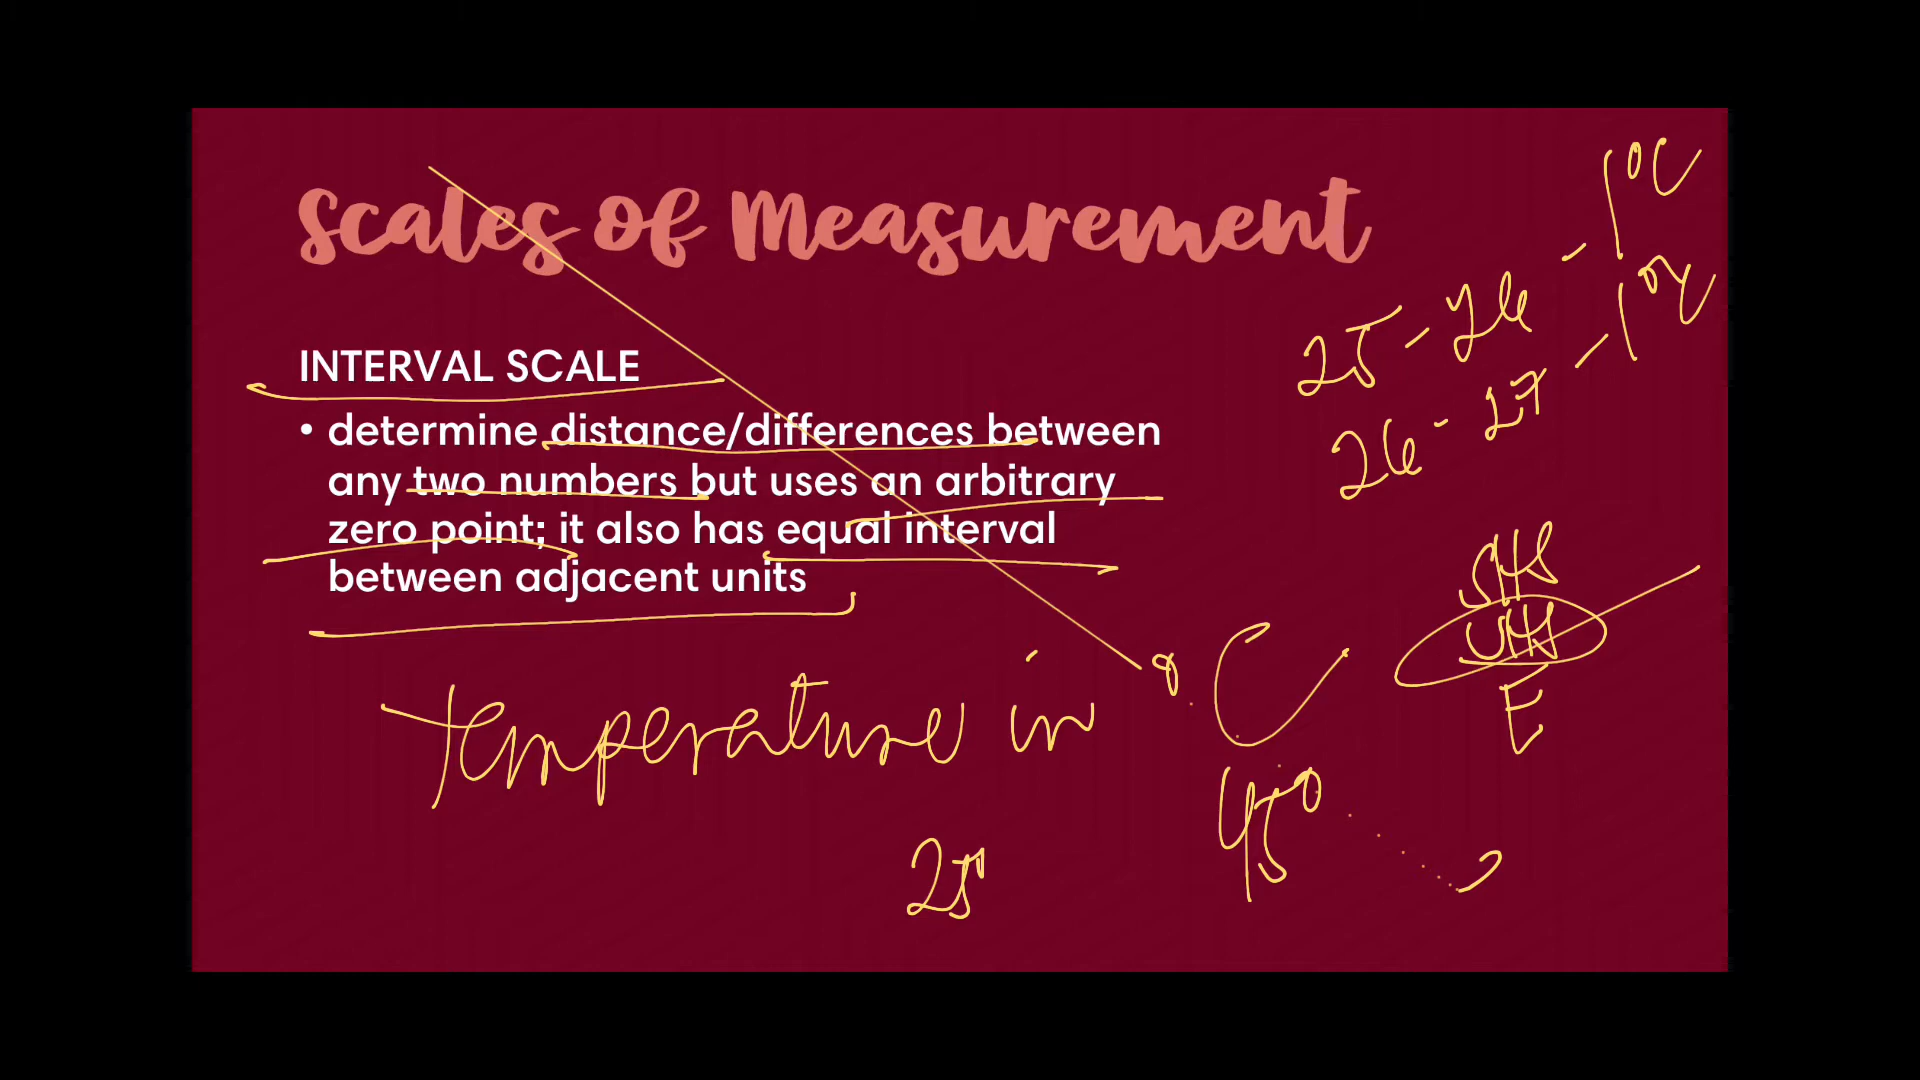 Scales of Measurement
INTERVAL SCALE
• determine distance/differences between
any two numbers but uses an arbitrary
zero point; it also has equal interval
between adjacent units
temperature in °C
45°
25°
25 - 26 - 1°C
26 - 27 - 1°C
E